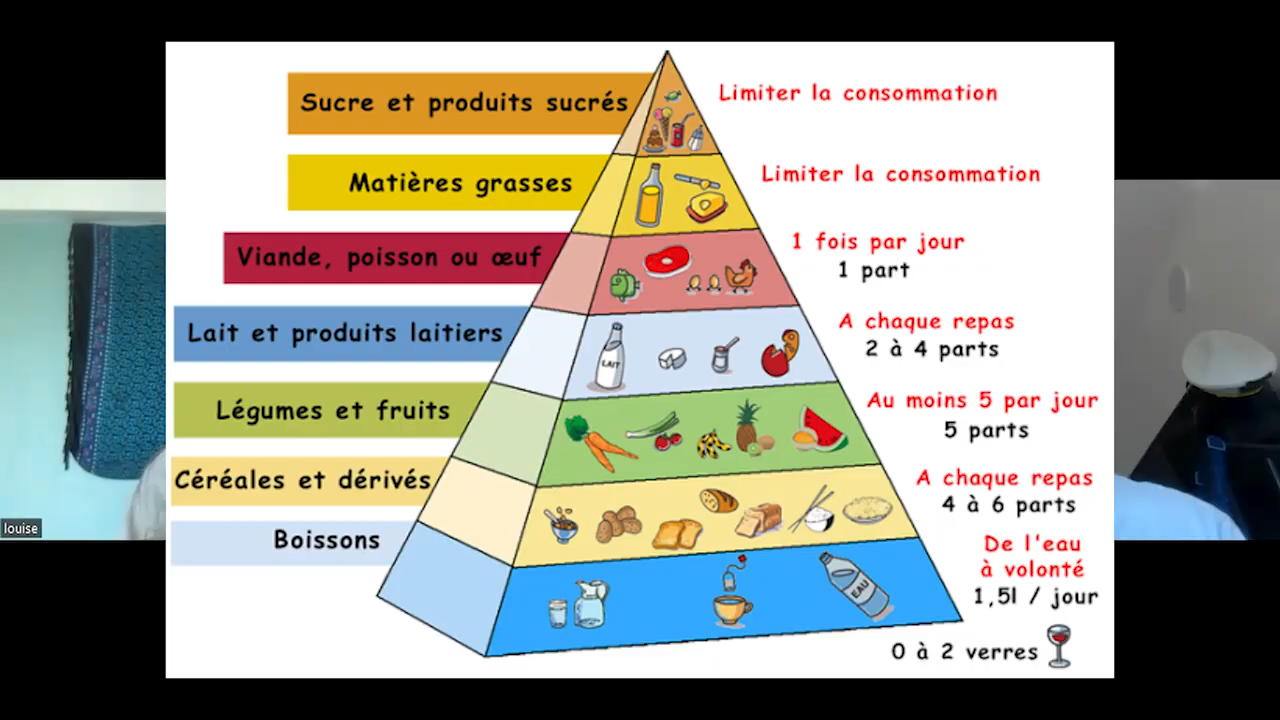 Sucre et produits sucrés
Limiter la consommation
Matières grasses
Limiter la consommation
Viande, poisson ou œuf
1 fois par jour
1 part
Lait et produits laitiers
A chaque repas
2 à 4 parts
LAIT
Légumes et fruits
Au moins 5 par jour
5 parts
Céréales et dérivés
A chaque repas
4 à 6 parts
Boissons
De l'eau
à volonté
1,5l / jour
EAU
0 à 2 verres
louise